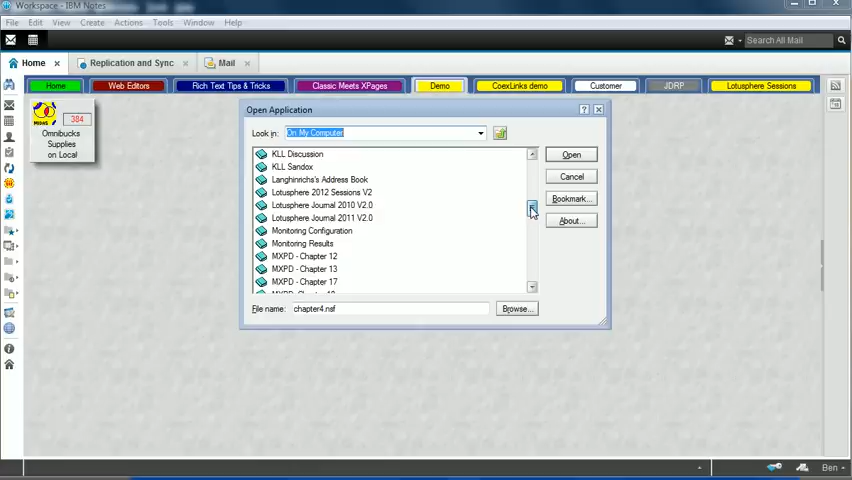 Workspace - IBM Notes
File Edit View Create Actions Tools Window Help
Search All Mail
Home Replication and Sync Mail
Home Web Editors Rich Text Tips & Tricks Classic Meets XPages Demo CoexLinks demo Customer JDRP Lotusphere Sessions
MIDAS 384
Omnibucks
Supplies
on Local
Open Application
Look in: On My Computer
KLL Discussion
KLL Sandox
Langhinrichs's Address Book
Lotusphere 2012 Sessions V2
Lotusphere Journal 2010 V2.0
Lotusphere Journal 2011 V2.0
Monitoring Configuration
Monitoring Results
MXPD - Chapter 12
MXPD - Chapter 13
MXPD - Chapter 17
Open
Cancel
Bookmark...
About...
File name: chapter4.nsf Browse...
Ben